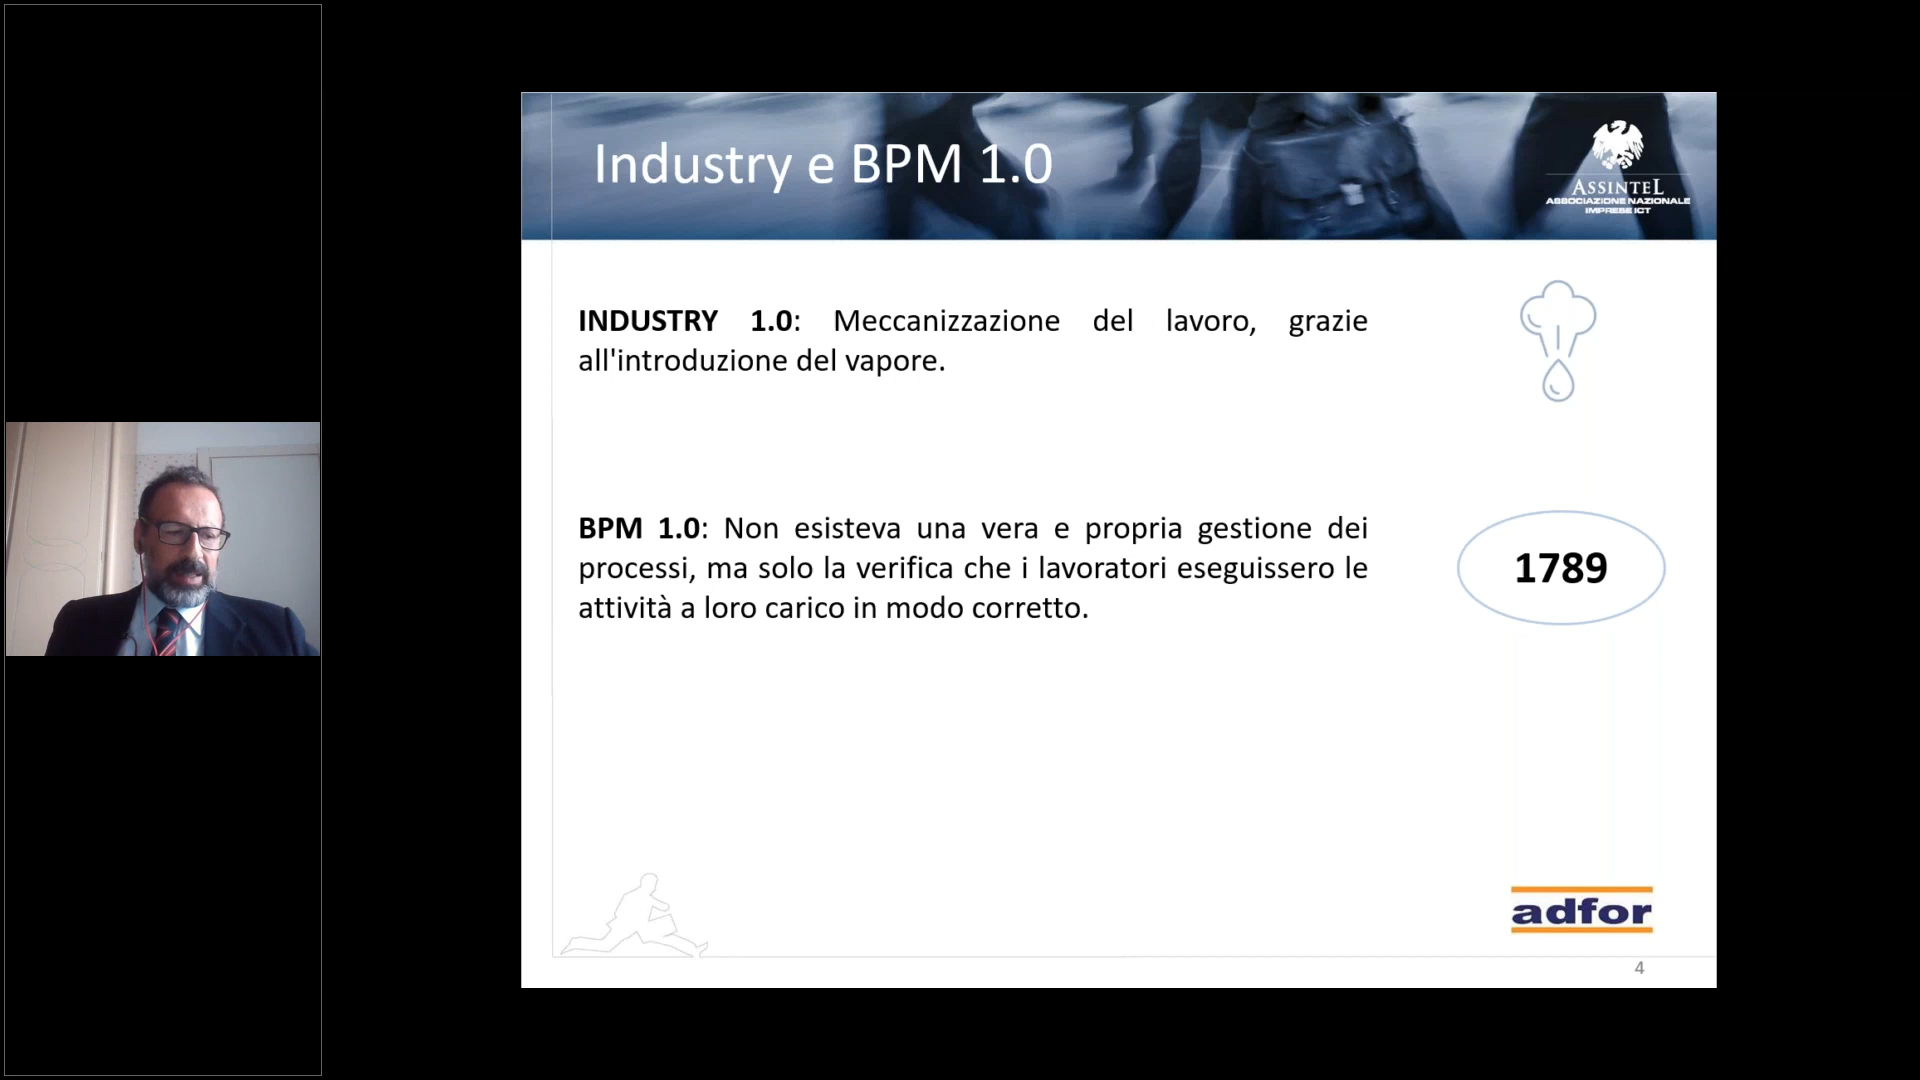 Industry e BPM 1.0
ASSINTEL
ASSOCIAZIONE NAZIONALE
IMPRESE ICT
INDUSTRY 1.0: Meccanizzazione del lavoro, grazie
all'introduzione del vapore.
BPM 1.0: Non esisteva una vera e propria gestione dei
processi, ma solo la verifica che i lavoratori eseguissero le
attività a loro carico in modo corretto.
1789
adfor
4